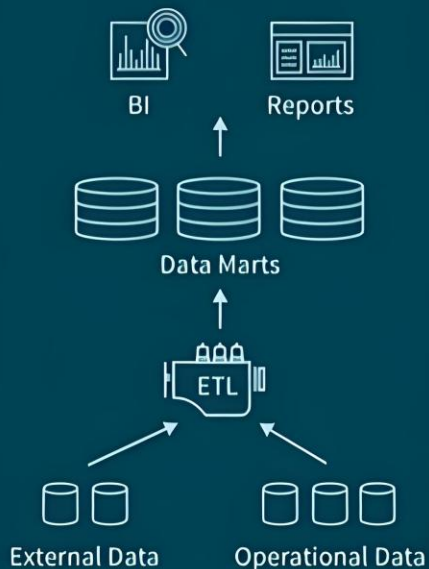 BI
Reports
Data Marts
ETL
External Data
Operational Data